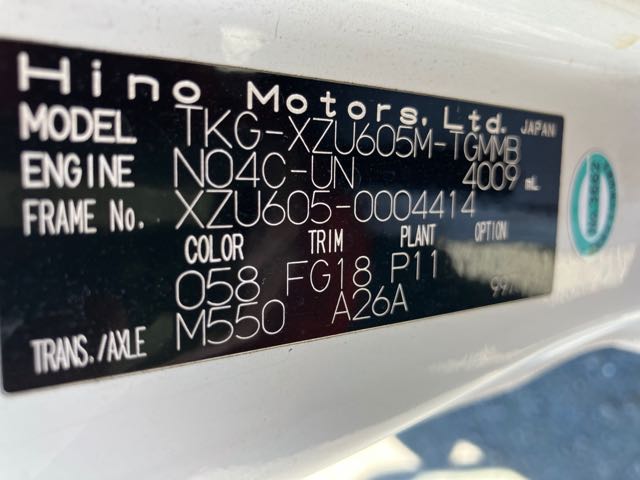 Hino Motors, Ltd. JAPAN
MODEL TKG-XZU605M-TGMMB
ENGINE N04C-UN 4009 mL
FRAME No. XZU605-0004414
COLOR TRIM PLANT OPTION
058 FG18 P11
TRANS./AXLE M550 A26A